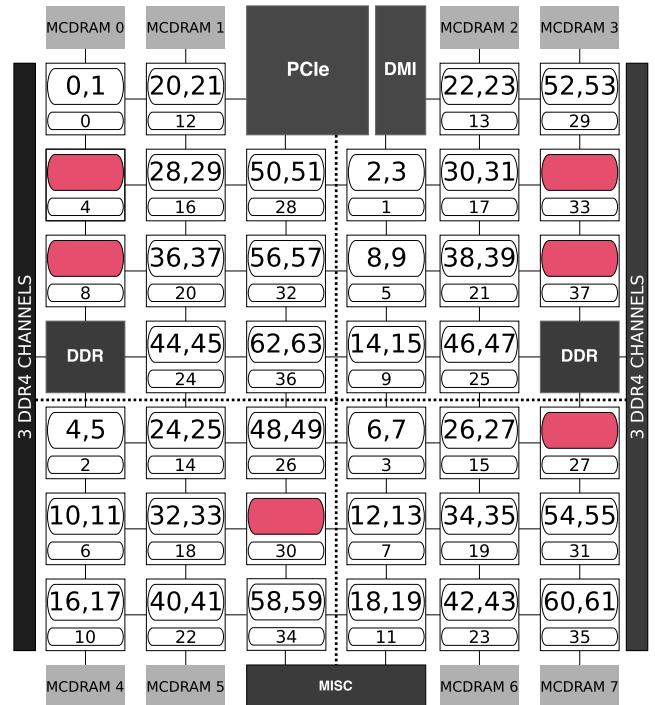 MCDRAM 0 MCDRAM 1 PCIe DMI MCDRAM 2 MCDRAM 3
0,1 20,21 22,23 52,53
0 12 13 29
28,29 50,51 2,3 30,31
4 16 28 1 17 33
36,37 56,57 8,9 38,39
8 20 32 5 21 37
3 DDR4 CHANNELS
DDR 44,45 62,63 14,15 46,47 DDR
24 36 9 25
3 DDR4 CHANNELS
4,5 24,25 48,49 6,7 26,27
2 14 26 3 15 27
10,11 32,33 12,13 34,35 54,55
6 18 30 7 19 31
16,17 40,41 58,59 18,19 42,43 60,61
10 22 34 11 23 35
MCDRAM 4 MCDRAM 5 MISC MCDRAM 6 MCDRAM 7